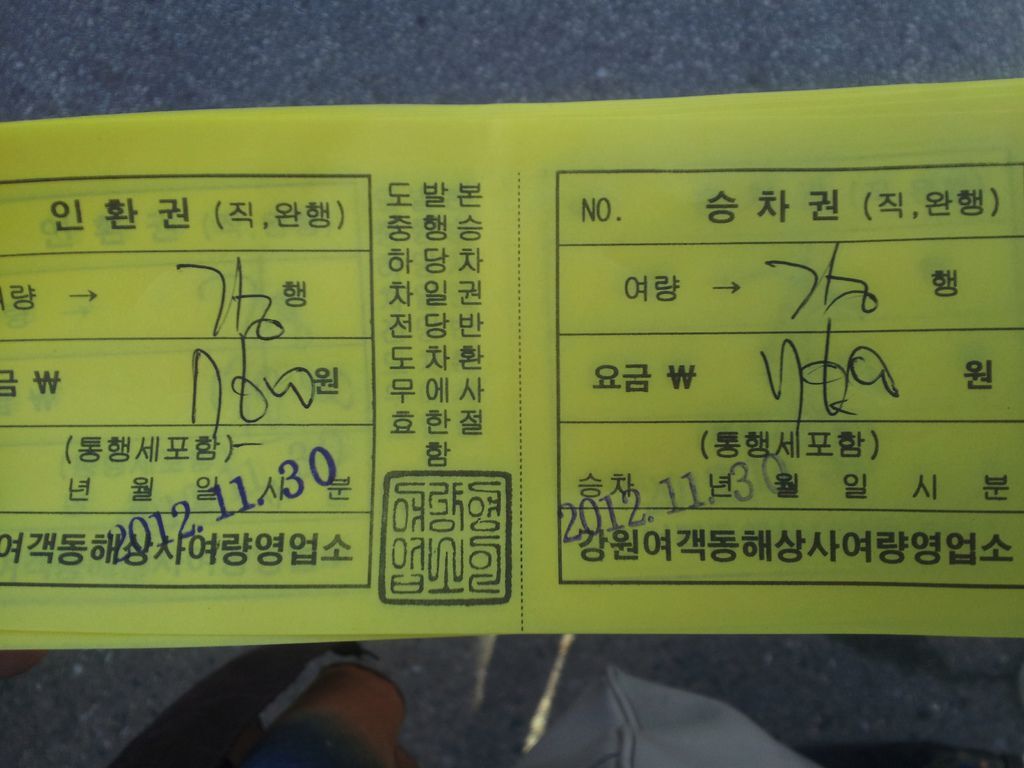 인환권 (직,완행)
여량 → 강 행
금 ₩ 원
(통행세포함)
년 월 일 시 분
2012.11.30
여객동해상사여량영업소
본승차권반환사절함
발행당일당차에한
도중하차전도무효
NO. 승차권 (직,완행)
여량 → 강 행
요금 ₩ 원
(통행세포함)
승차 년 월 일 시 분
2012.11.30
강원여객동해상사여량영업소